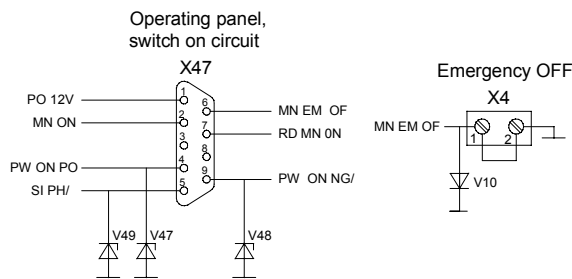 Operating panel,
switch on circuit
X47
PO 12V
MN ON
PW ON PO
SI PH/
1
2
3
4
5
6
7
8
9
MN EM OF
RD MN 0N
PW ON NG/
V49
V47
V48
Emergency OFF
X4
MN EM OF
1
2
V10